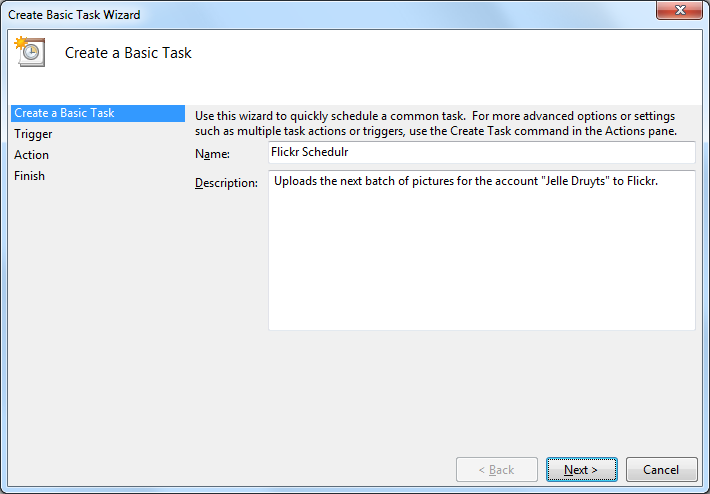 Create Basic Task Wizard
Create a Basic Task
Create a Basic Task
Trigger
Action
Finish
Use this wizard to quickly schedule a common task.  For more advanced options or settings
such as multiple task actions or triggers, use the Create Task command in the Actions pane.
Name:
Flickr Schedulr
Description:
Uploads the next batch of pictures for the account "Jelle Druyts" to Flickr.
< Back
Next >
Cancel